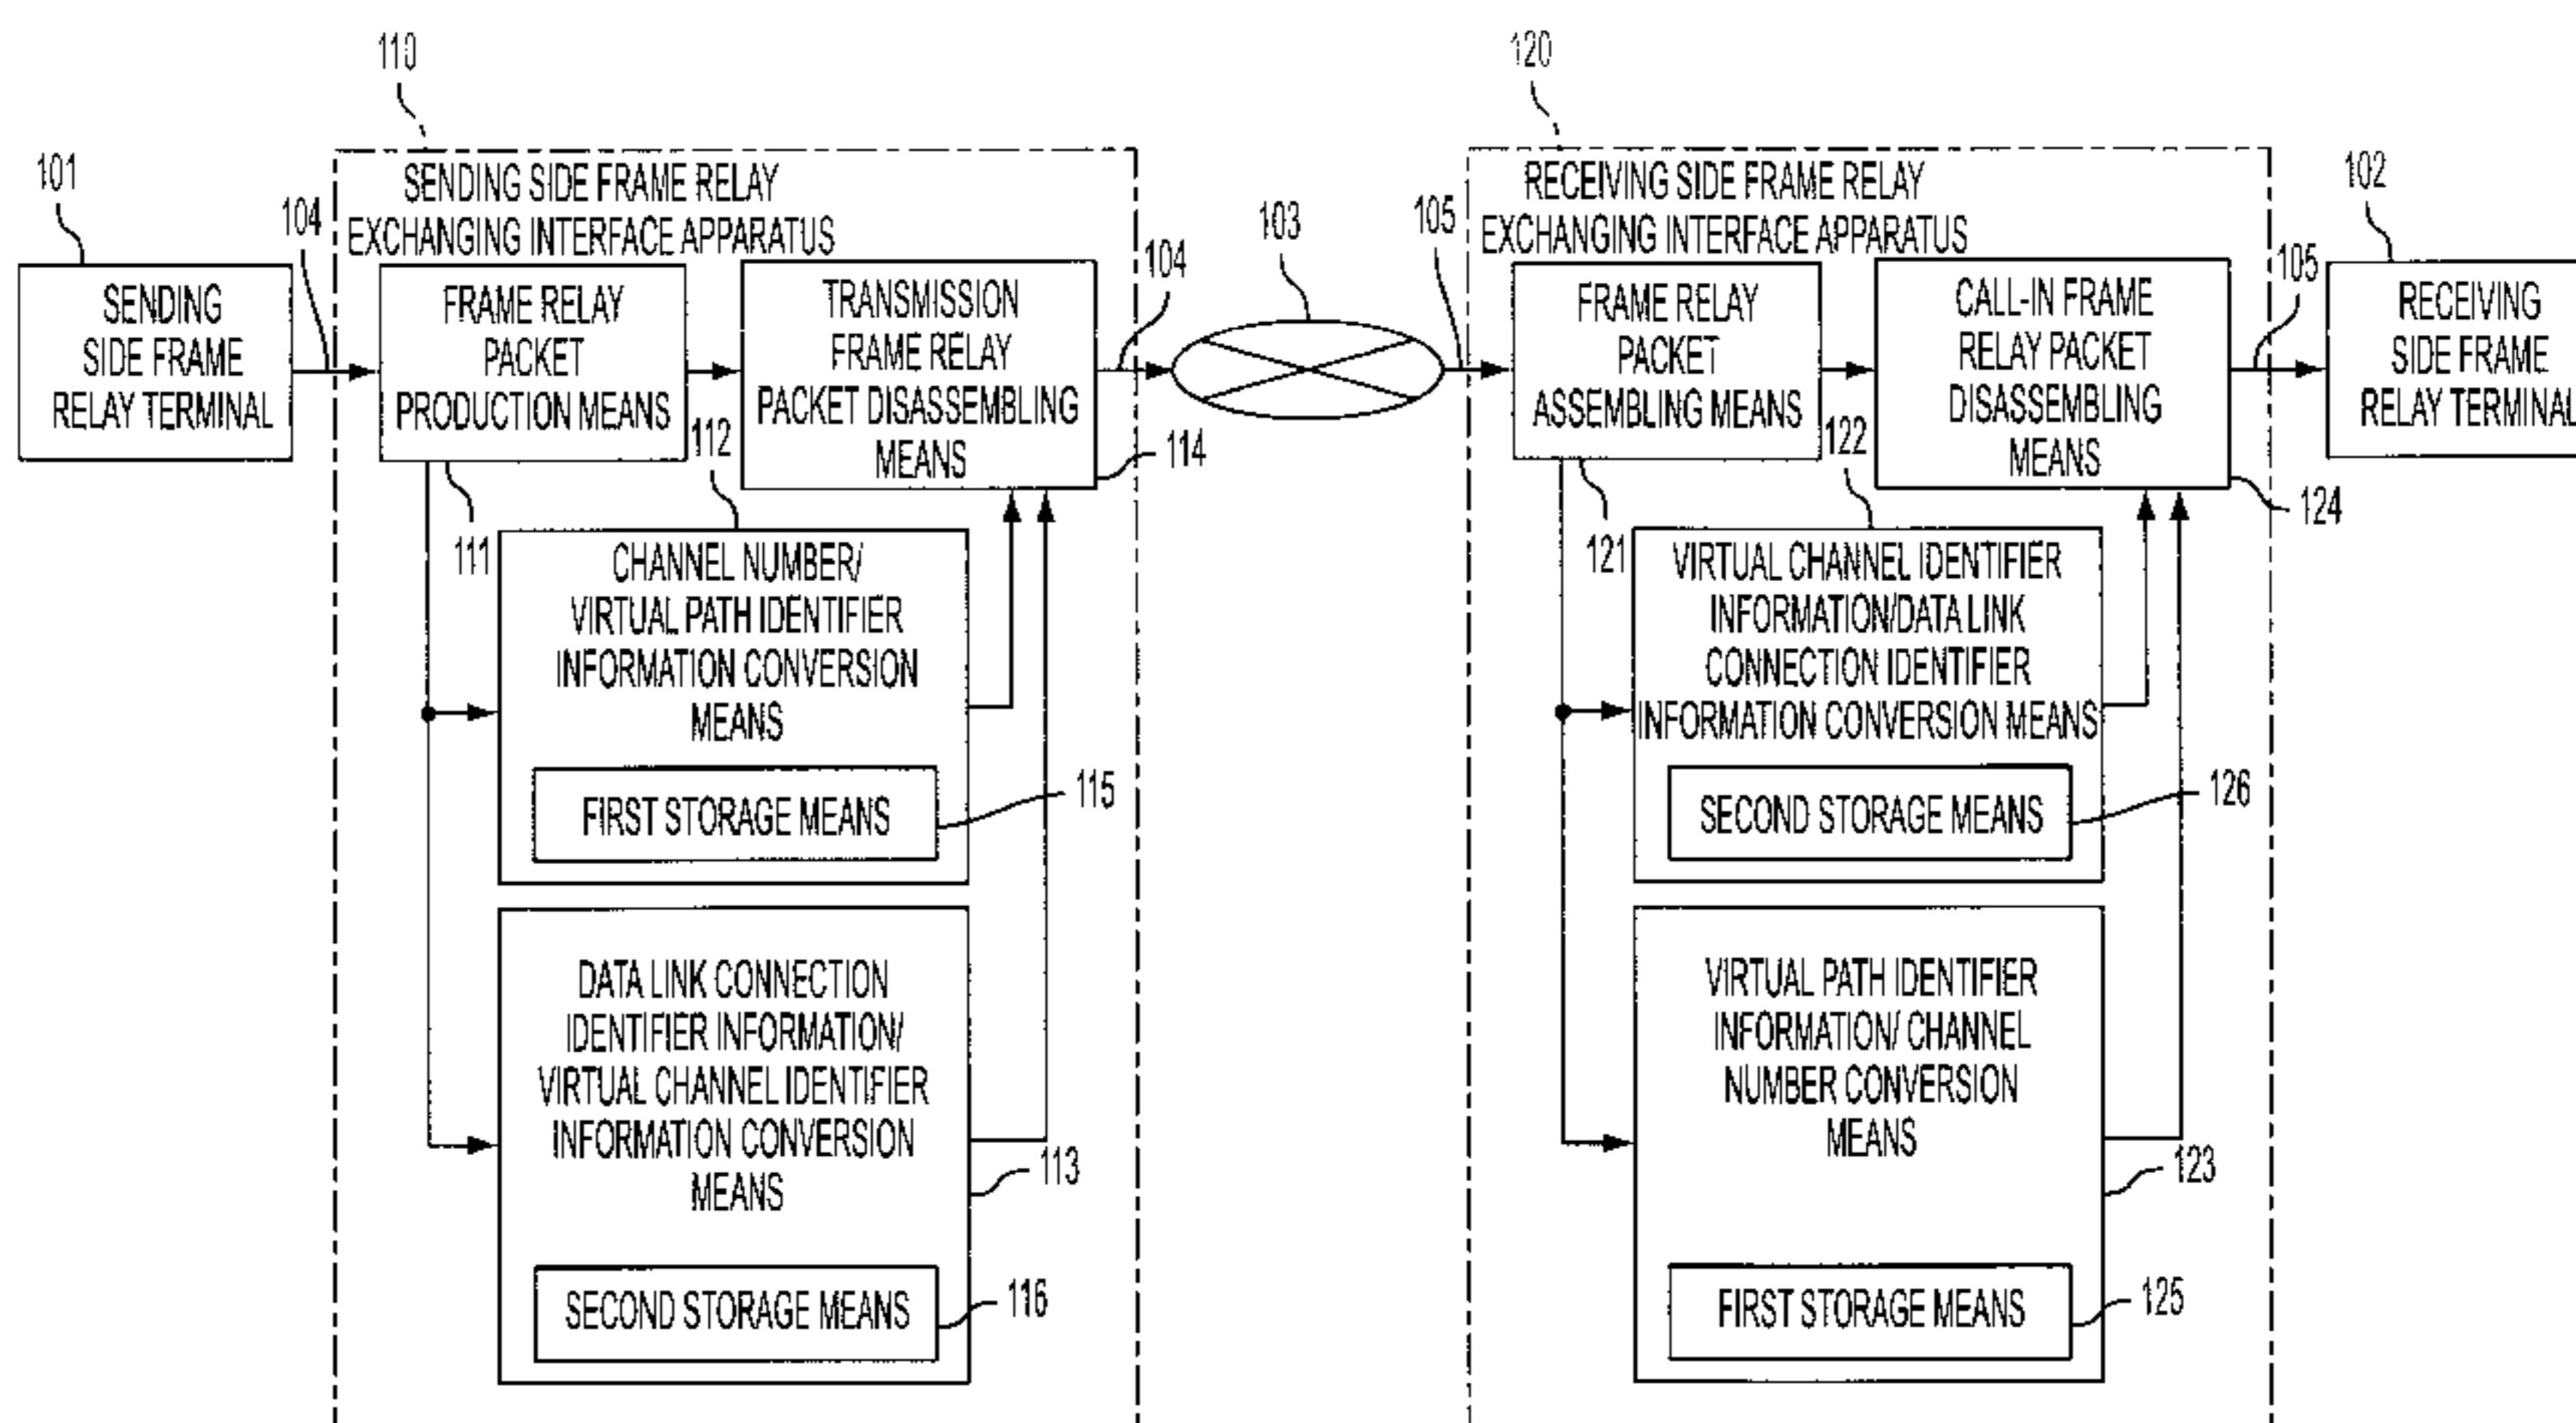 110
120
101
104
SENDING SIDE FRAME RELAY
EXCHANGING INTERFACE APPARATUS
103
105
RECEIVING SIDE FRAME RELAY
EXCHANGING INTERFACE APPARATUS
102
SENDING
SIDE FRAME
RELAY TERMINAL
FRAME RELAY
PACKET
PRODUCTION MEANS
TRANSMISSION
FRAME RELAY
PACKET DISASSEMBLING
MEANS
104
FRAME RELAY
PACKET
ASSEMBLING MEANS
CALL-IN FRAME
RELAY PACKET
DISASSEMBLING
MEANS
105
RECEIVING
SIDE FRAME
RELAY TERMINAL
112
114
122
124
111
121
CHANNEL NUMBER/
VIRTUAL PATH IDENTIFIER
INFORMATION CONVERSION
MEANS
FIRST STORAGE MEANS
115
VIRTUAL CHANNEL IDENTIFIER
INFORMATION/DATA LINK
CONNECTION IDENTIFIER
INFORMATION CONVERSION MEANS
SECOND STORAGE MEANS
126
DATA LINK CONNECTION
IDENTIFIER INFORMATION/
VIRTUAL CHANNEL IDENTIFIER
INFORMATION CONVERSION
MEANS
113
SECOND STORAGE MEANS
116
VIRTUAL PATH IDENTIFIER
INFORMATION/ CHANNEL
NUMBER CONVERSION
MEANS
123
FIRST STORAGE MEANS
125